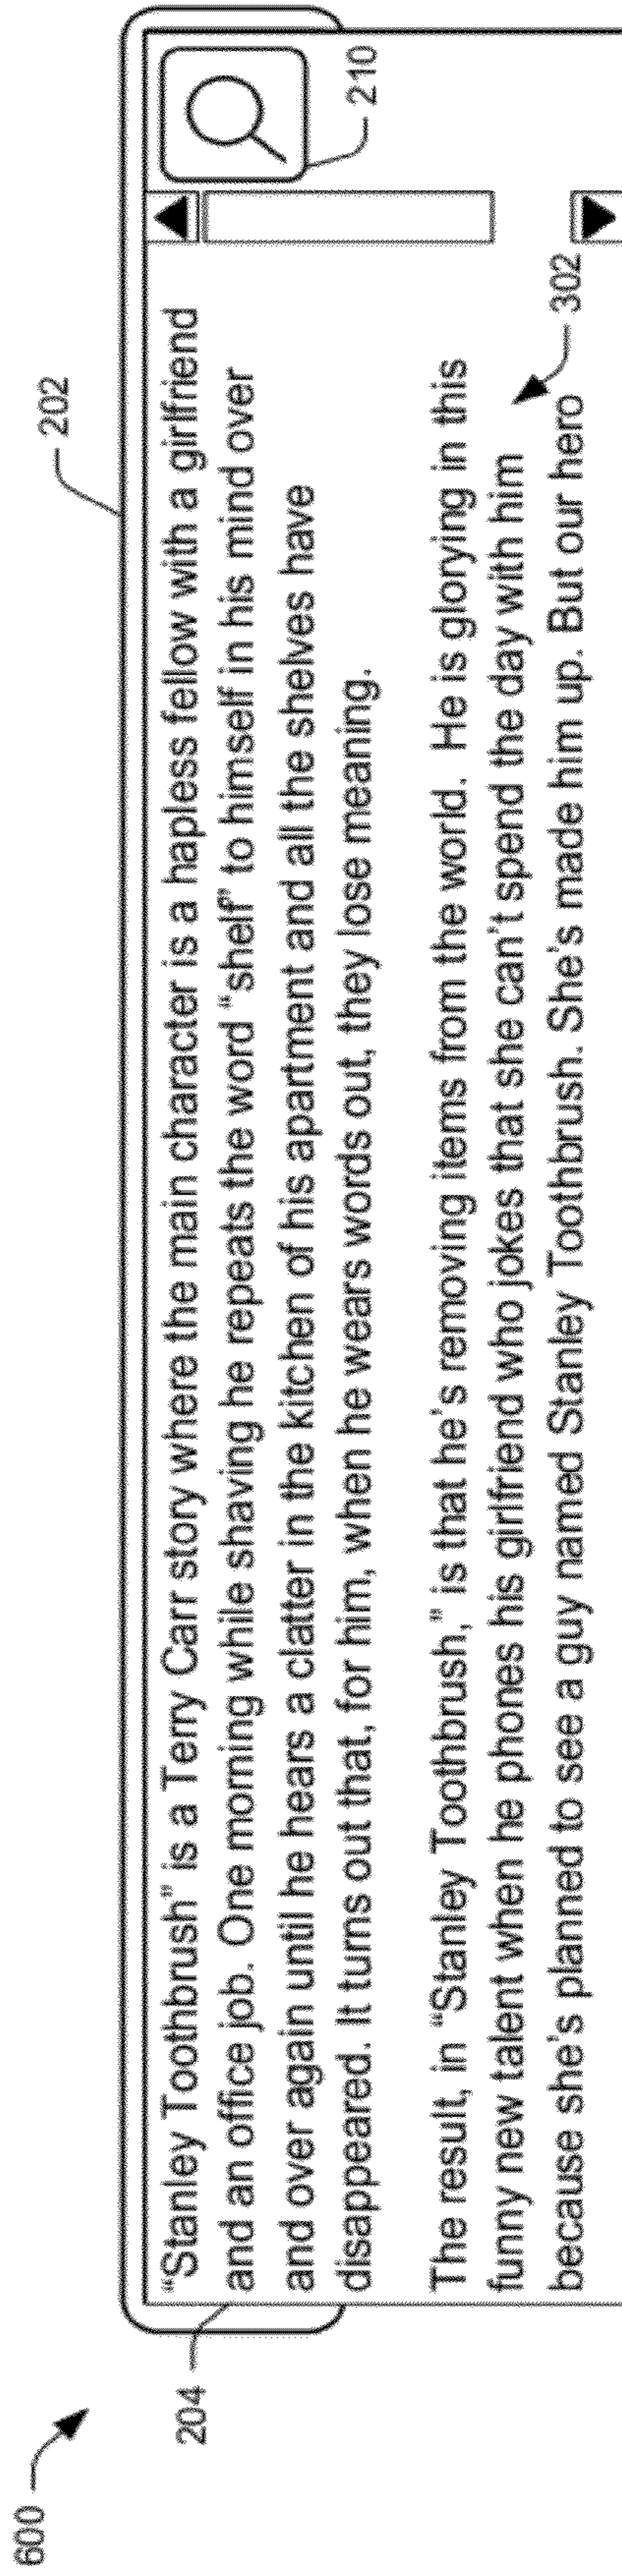 600
202
204
210
"Stanley Toothbrush" is a Terry Carr story where the main character is a hapless fellow with a girlfriend
and an office job. One morning while shaving he repeats the word "shelf" to himself in his mind over
and over again until he hears a clatter in the kitchen of his apartment and all the shelves have
disappeared. It turns out that, for him, when he wears words out, they lose meaning.
The result, in "Stanley Toothbrush," is that he's removing items from the world. He is glorying in this
funny new talent when he phones his girlfriend who jokes that she can't spend the day with him
because she's planned to see a guy named Stanley Toothbrush. She's made him up. But our hero
302